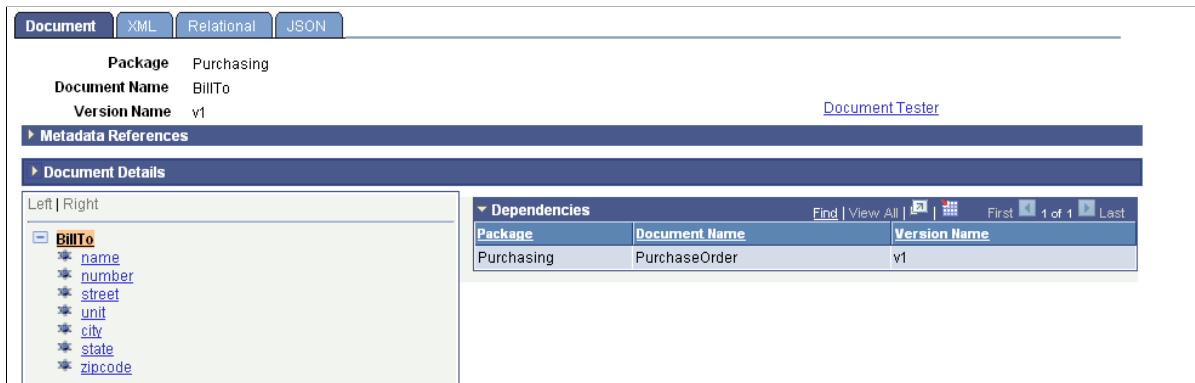 Document XML Relational JSON
Package Purchasing
Document Name BillTo
Version Name v1
Document Tester
Metadata References
Document Details
Left | Right
BillTo
name
number
street
unit
city
state
zipcode
Dependencies Find | View All | | First 1 of 1 Last
Package Document Name Version Name
Purchasing PurchaseOrder v1